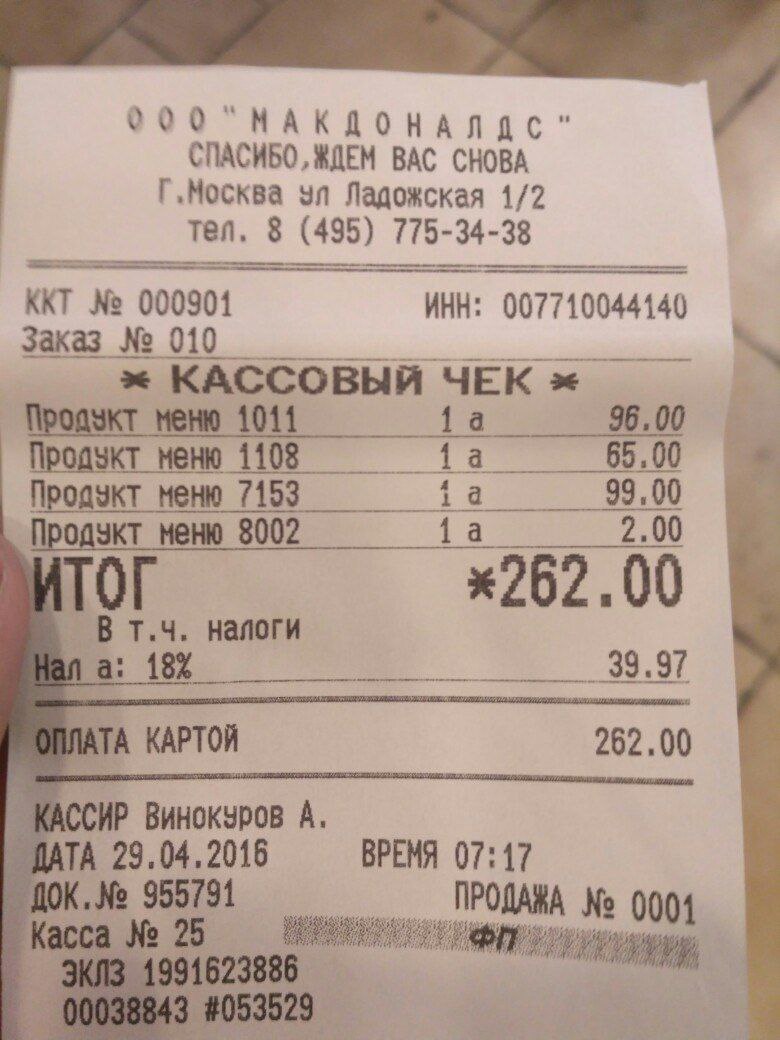 ООО "МАКДОНАЛДС"
СПАСИБО,ЖДЕМ ВАС СНОВА
Г.Москва ул Ладожская 1/2
тел. 8 (495) 775-34-38
ККТ № 000901 ИНН: 007710044140
Заказ № 010
* КАССОВЫЙ ЧЕК *
Продукт меню 1011 1 а 96.00
Продукт меню 1108 1 а 65.00
Продукт меню 7153 1 а 99.00
Продукт меню 8002 1 а 2.00
ИТОГ *262.00
В т.ч. налоги
Нал а: 18% 39.97
ОПЛАТА КАРТОЙ 262.00
КАССИР Винокуров А.
ДАТА 29.04.2016 ВРЕМЯ 07:17
ДОК.№ 955791 ПРОДАЖА № 0001
Касса № 25 ФП
ЭКЛЗ 1991623886
00038843 #053529